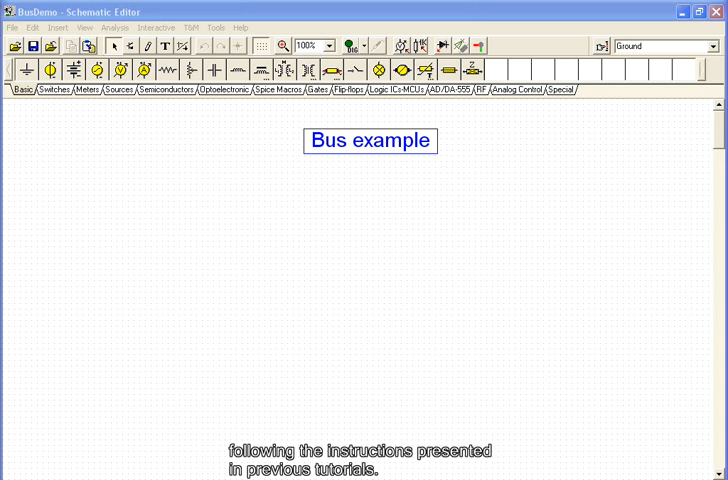 BusDemo - Schematic Editor
File Edit View Insert View Analysis Interactive T&M Tools Help
100%
DIG
Ground
Basic Switches Meters Sources Semiconductors Optoelectronic Spice Macros Gates Flip-flops Logic ICs-MCUs AD/DA-555 RF Analog Control Special
Bus example
following the instructions presented
in previous tutorials.